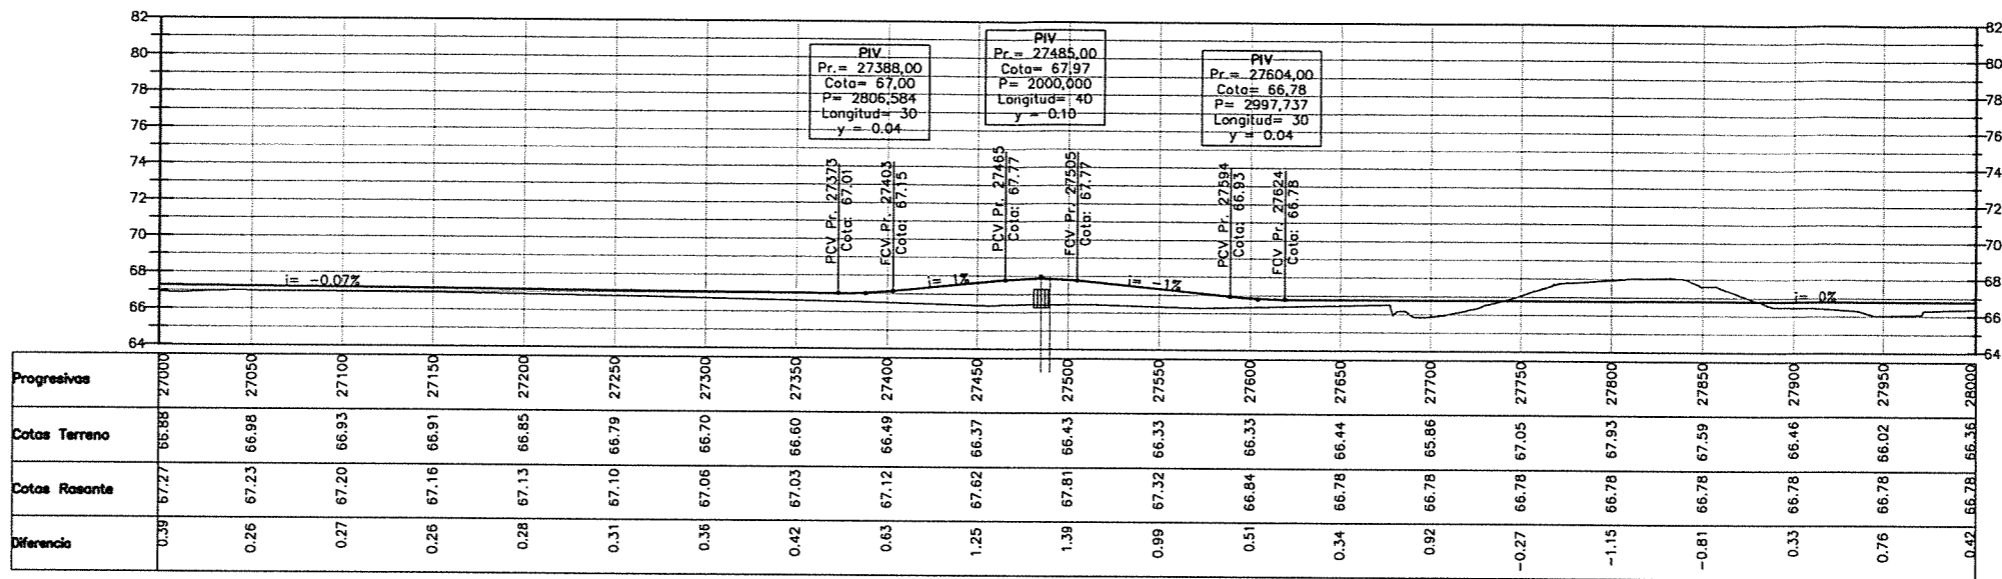 82 82
80 80
78 78
76 76
74 74
72 72
70 70
68 68
66 66
64 64
PIV
Pr.= 27388,00
Cota= 67,00
P= 2806,584
Longitud= 30
y = 0.04
PIV
Pr.= 27485,00
Cota= 67,97
P= 2000,000
Longitud= 40
y = 0.10
PIV
Pr.= 27604,00
Cota= 66,78
P= 2997,737
Longitud= 30
y = 0.04
PCV Pr. 27373
Cota: 67.01
FCV Pr. 27403
Cota: 67.15
PCV Pr. 27465
Cota: 67.77
FCV Pr. 27505
Cota: 67.77
PCV Pr. 27594
Cota: 66.93
FCV Pr. 27624
Cota: 66.78
i= -0.07%
i= 1%
i= -1%
i= 0%
Progresivas 27000 27050 27100 27150 27200 27250 27300 27350 27400 27450 27500 27550 27600 27650 27700 27750 27800 27850 27900 27950 28000
Cotas Terreno 66.88 66.98 66.93 66.91 66.85 66.79 66.70 66.60 66.49 66.37 66.43 66.33 66.33 66.44 65.86 67.05 67.93 67.59 66.46 66.02 66.36
Cotas Rasante 67.27 67.23 67.20 67.16 67.13 67.10 67.06 67.03 67.12 67.62 67.81 67.32 66.84 66.78 66.78 66.78 66.78 66.78 66.78 66.78 66.78
Diferencia 0.39 0.26 0.27 0.26 0.28 0.31 0.36 0.42 0.63 1.25 1.39 0.99 0.51 0.34 0.92 -0.27 -1.15 -0.81 0.33 0.76 0.42